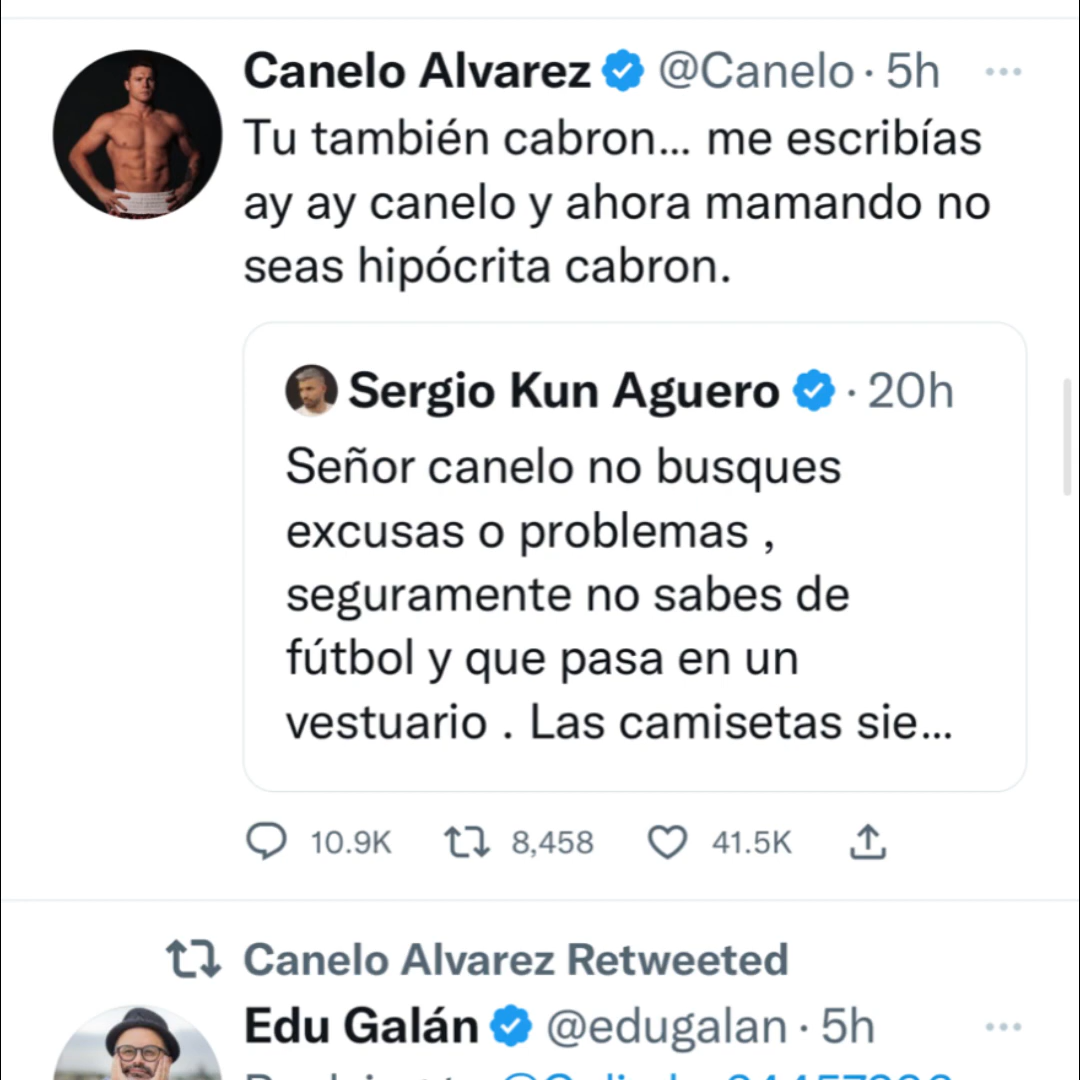 Canelo Alvarez @Canelo · 5h
Tu también cabron... me escribías
ay ay canelo y ahora mamando no
seas hipócrita cabron.
Sergio Kun Aguero · 20h
Señor canelo no busques
excusas o problemas ,
seguramente no sabes de
fútbol y que pasa en un
vestuario . Las camisetas sie...
10.9K 8,458 41.5K
Canelo Alvarez Retweeted
Edu Galán @edugalan · 5h